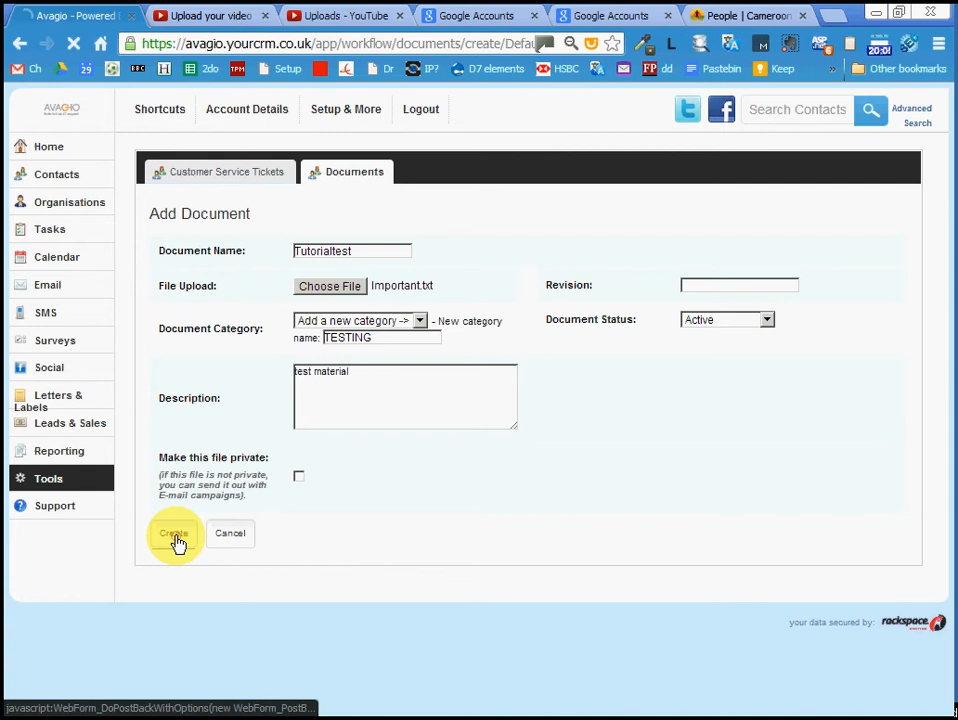 Avagio - Powered
Upload your video
Uploads - YouTube
Google Accounts
Google Accounts
People | Cameroon
https://avagio.yourcrm.co.uk/app/workflow/documents/create/Defau
Ch
29
BBC
H
2do
TPM
Setup
Dr
IP?
D7 elements
HSBC
FP
dd
Pastebin
Keep
»
Other bookmarks
AVAGIO
Shortcuts
Account Details
Setup & More
Logout
Search Contacts
Advanced
Search
Home
Contacts
Organisations
Tasks
Calendar
Email
SMS
Surveys
Social
Letters &
Labels
Leads & Sales
Reporting
Tools
Support
Customer Service Tickets
Documents
Add Document
Document Name:
Tutorialtest
File Upload:
Choose File
Important.txt
Revision:
Document Category:
Add a new category ->
- New category
name:
TESTING
Document Status:
Active
Description:
test material
Make this file private:
(if this file is not private,
you can send it out with
E-mail campaigns).
Create
Cancel
your data secured by:
rackspace
javascript:WebForm_DoPostBackWithOptions(new WebForm_PostB...